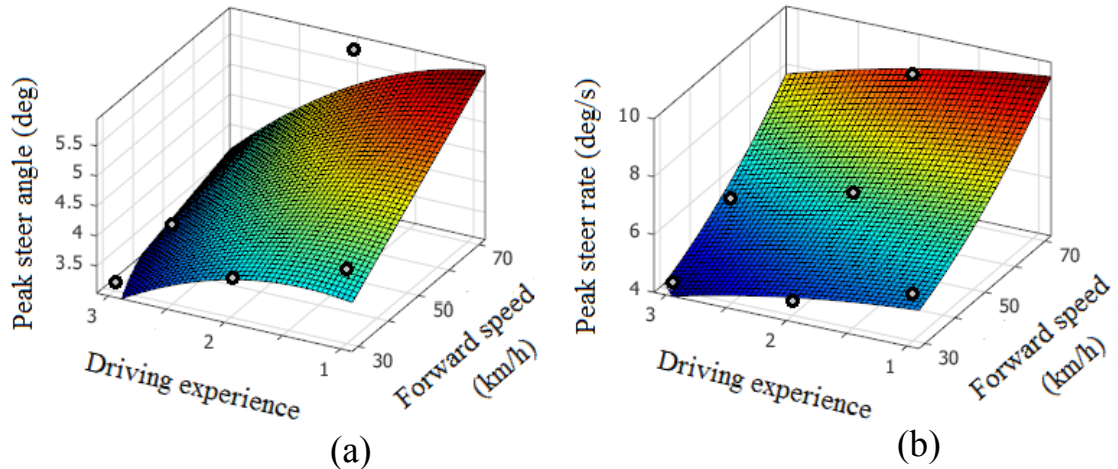 Peak steer angle (deg)
5.5
5
4.5
4
3.5
3
2
1
30
50
70
Driving experience
Forward speed
(km/h)
(a)
Peak steer rate (deg/s)
10
8
6
4
3
2
1
30
50
70
Driving experience
Forward speed
(km/h)
(b)